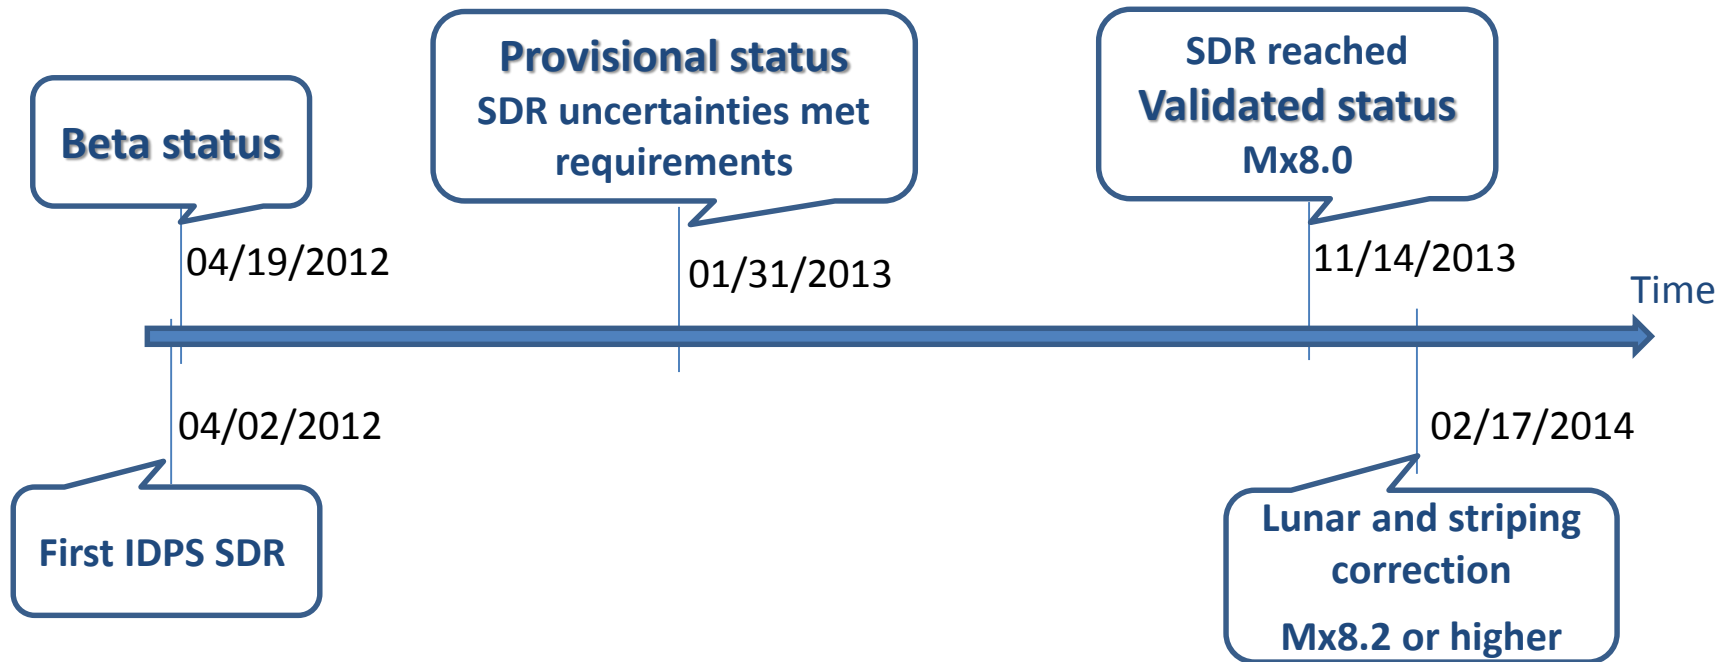 Beta status
Provisional status
SDR uncertainties met
requirements
SDR reached
Validated status
Mx8.0
04/19/2012
01/31/2013
11/14/2013
Time
04/02/2012
02/17/2014
First IDPS SDR
Lunar and striping
correction
Mx8.2 or higher